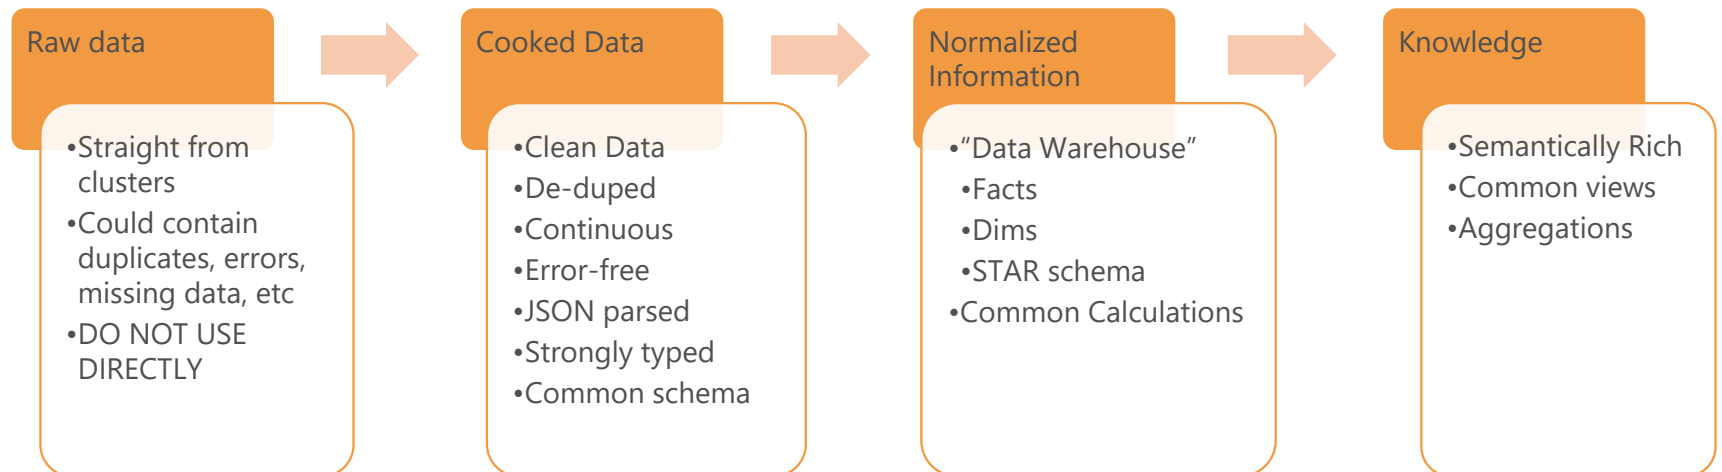 Raw data
•Straight from
clusters
•Could contain
duplicates, errors,
missing data, etc
•DO NOT USE
DIRECTLY
Cooked Data
•Clean Data
•De-duped
•Continuous
•Error-free
•JSON parsed
•Strongly typed
•Common schema
Normalized
Information
•“Data Warehouse”
•Facts
•Dims
•STAR schema
•Common Calculations
Knowledge
•Semantically Rich
•Common views
•Aggregations